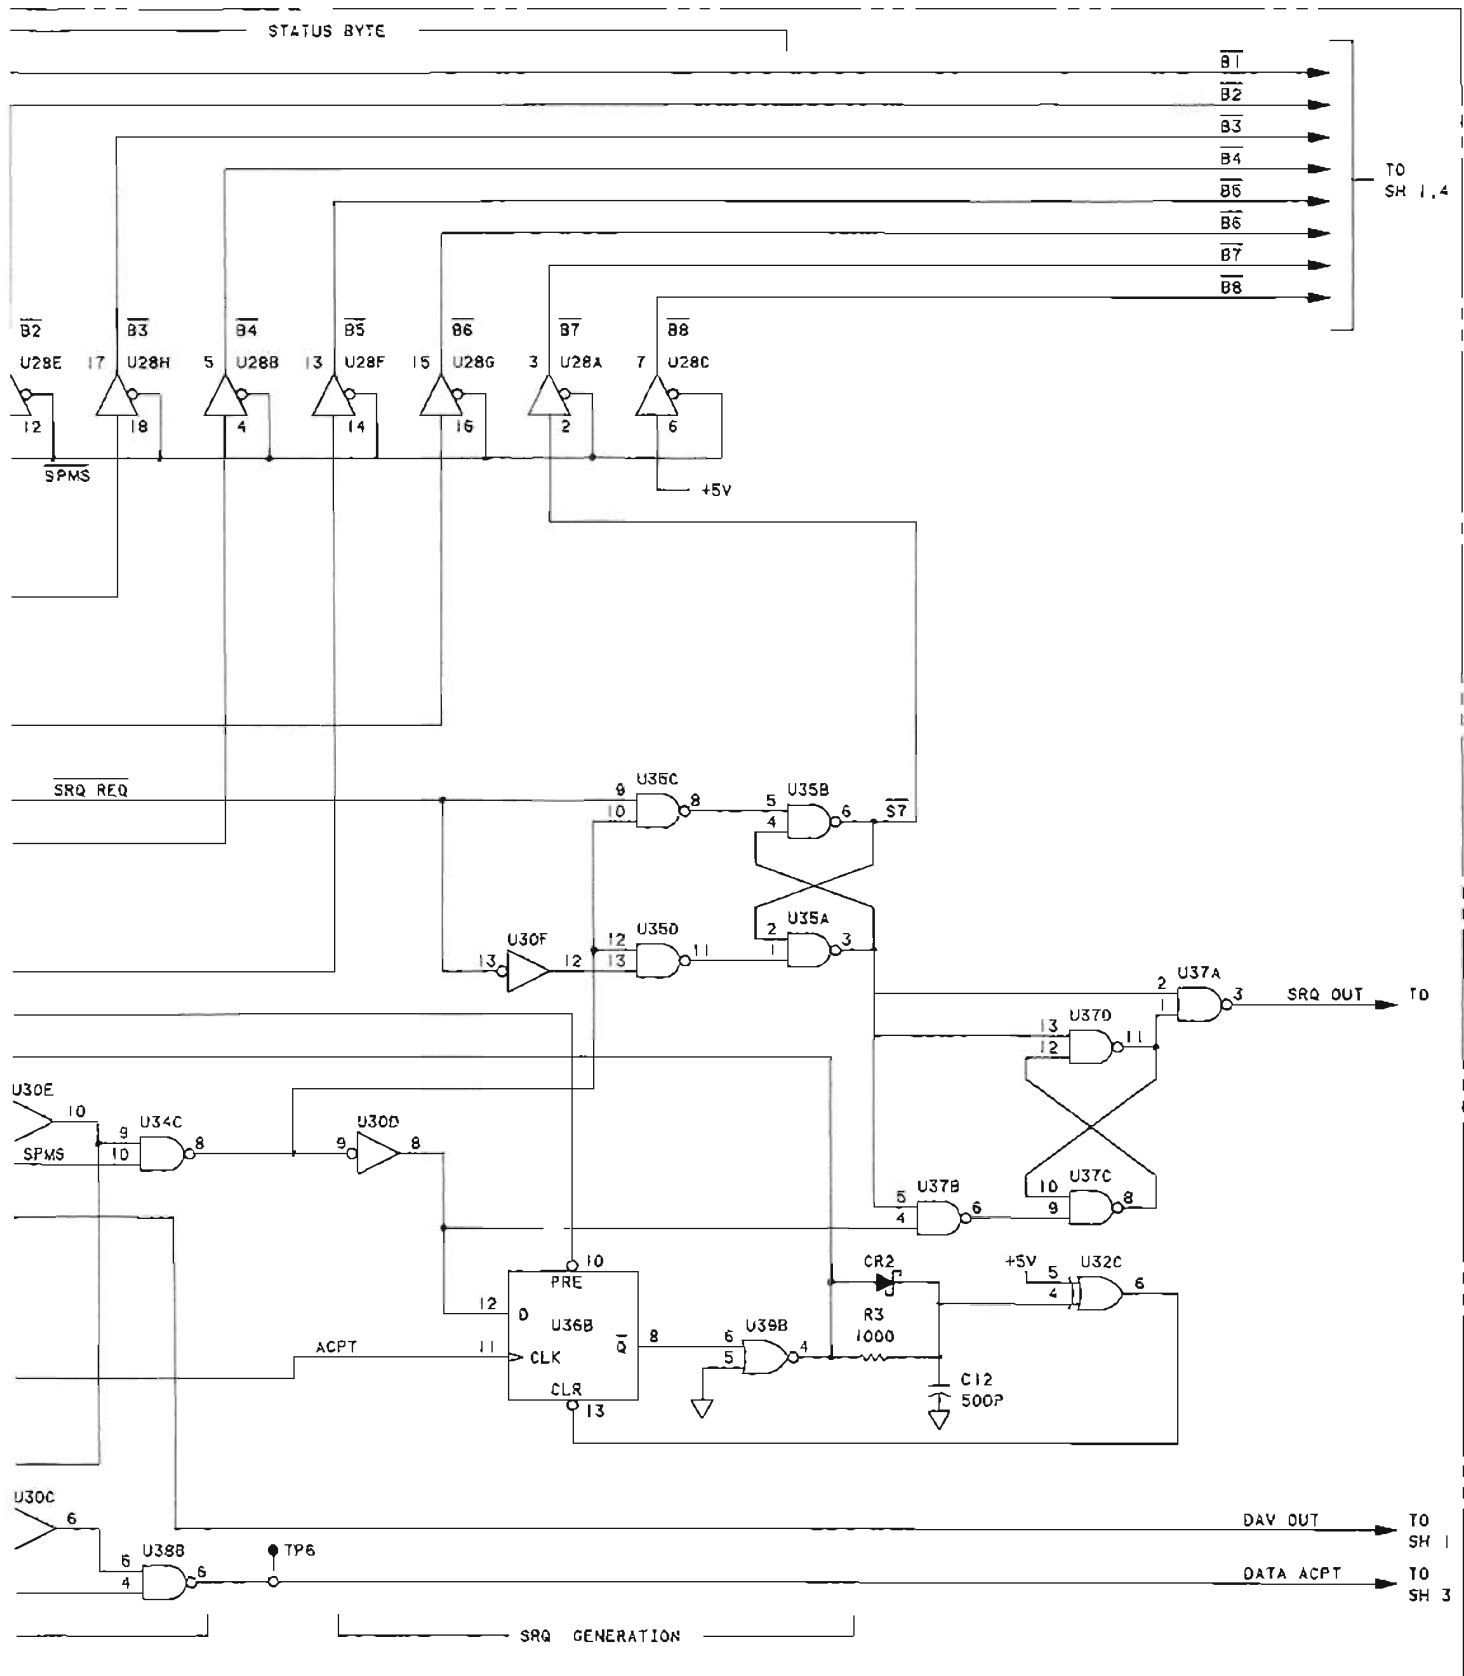 STATUS BYTE
B1
B2
B3
B4
B5
B6
B7
B8
TO
SH 1,4
B2 B3 B4 B5 B6 B7 B8
U28E 17 U28H 5 U28B 13 U28F 15 U28G 3 U28A 7 U28C
12 18 4 14 16 2 6
SPMS
+5V
SRQ REQ
9 U35C 8
10
5 U35B 6
4
S7
13 U30F 12
12 U35D 11
13
2 U35A 3
1
2 U37A 3
1
SRQ OUT TO
13 U37D 11
12
U30E
10
9 U34C 8
SPMS 10
9 U30D 8
5 U37B 6
4
10 U37C 8
9
10
PRE
12 D
U36B
ACPT 11 CLK
Q 8
CLR
13
6 U39B 4
5
CR2
R3
1000
C12
500P
+5V 5 U32C 6
4
U30C
6
5 U38B 6
4
TP6
DAV OUT TO
SH 1
DATA ACPT TO
SH 3
SRQ GENERATION